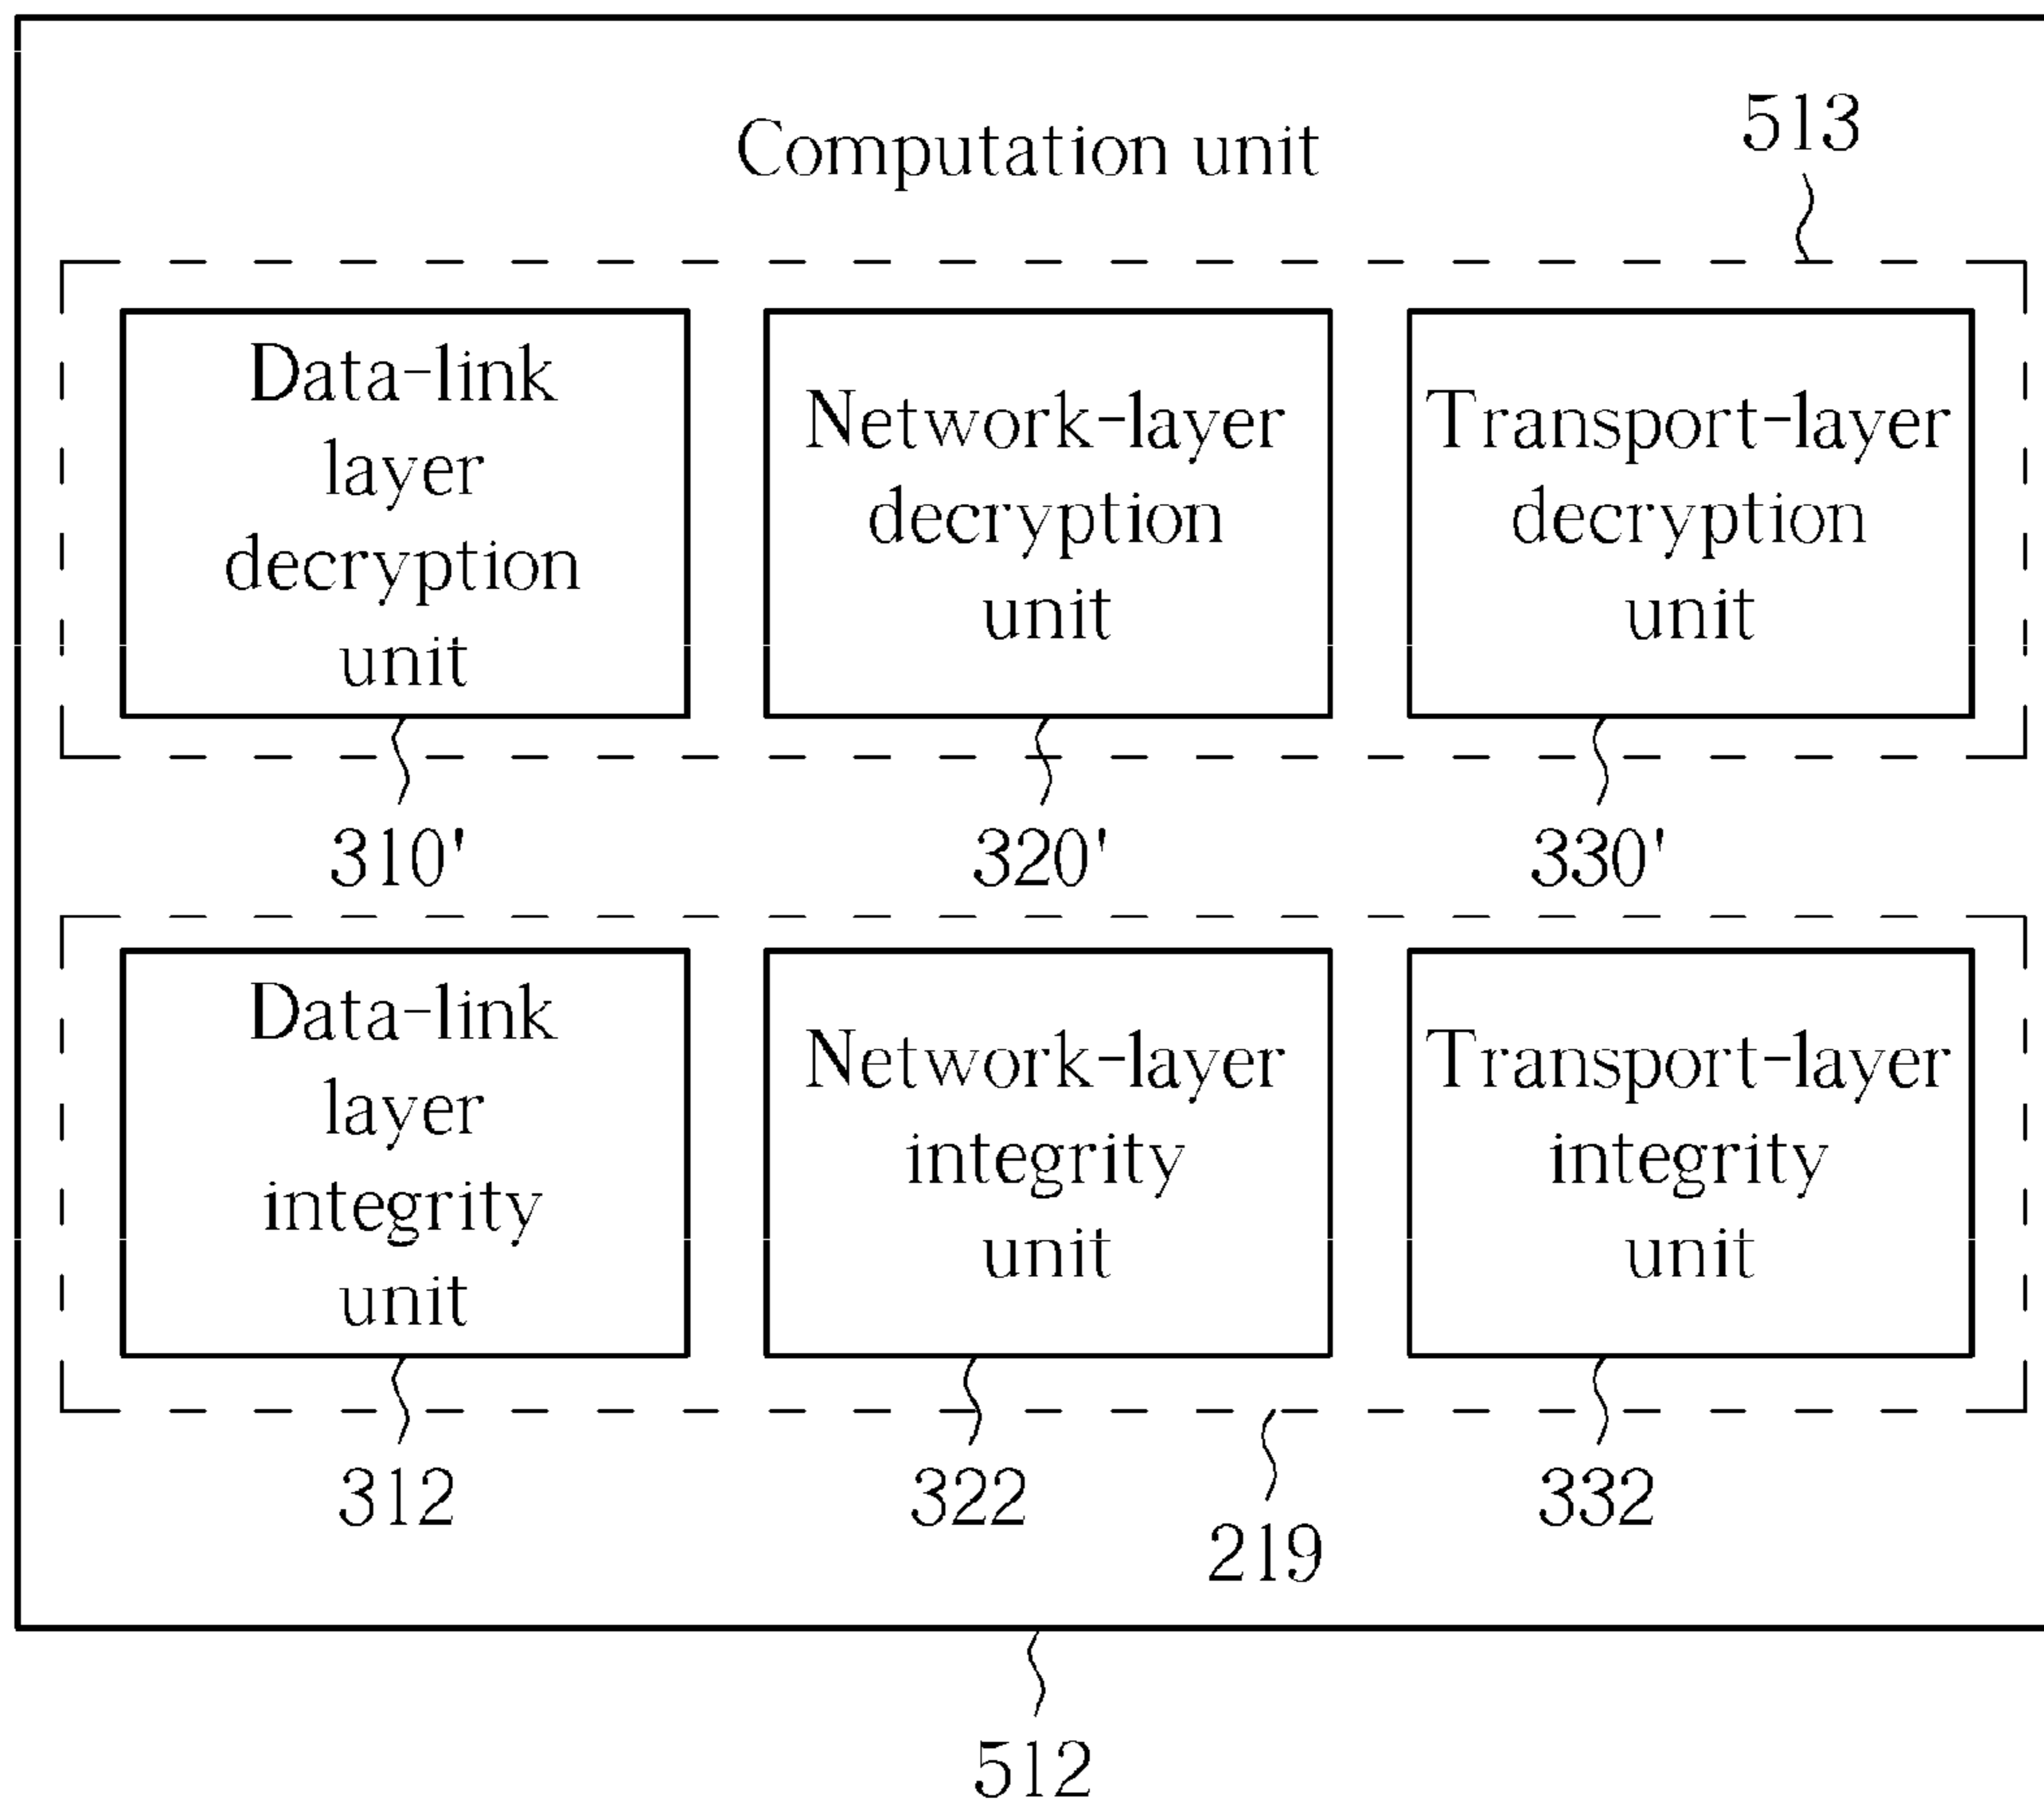 513
Computation unit
Data-link
layer
decryption
unit
Network-layer
decryption
unit
Transport-layer
decryption
unit
310'
320'
330'
Data-link
layer
integrity
unit
Network-layer
integrity
unit
Transport-layer
integrity
unit
312
322
332
219
512